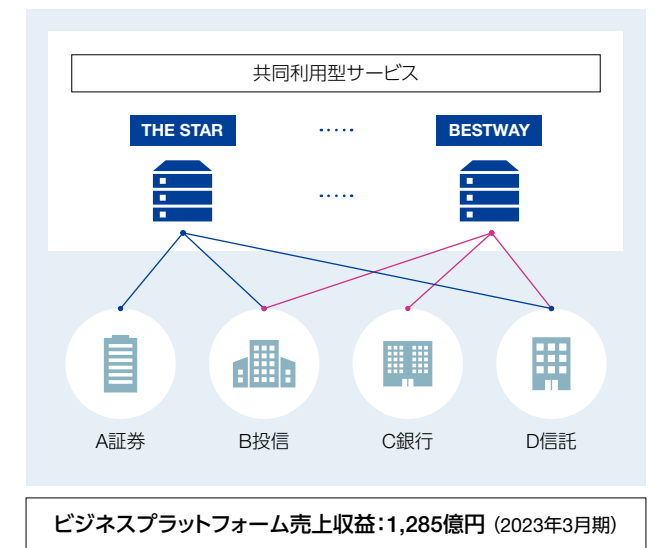 共同利用型サービス
THE STAR ····· BESTWAY
·····
A証券 B投信 C銀行 D信託
ビジネスプラットフォーム売上収益：1,285億円（2023年3月期）